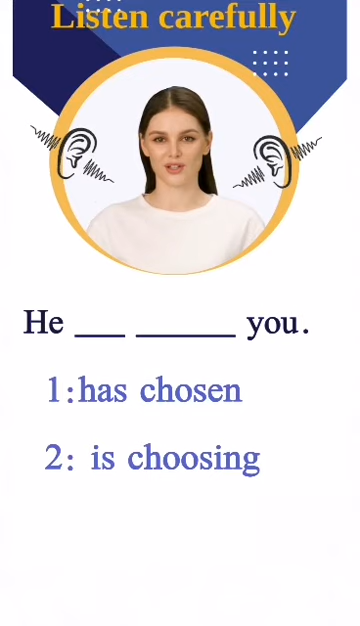 Listen carefully
He ___ ______ you.
1:has chosen
2: is choosing